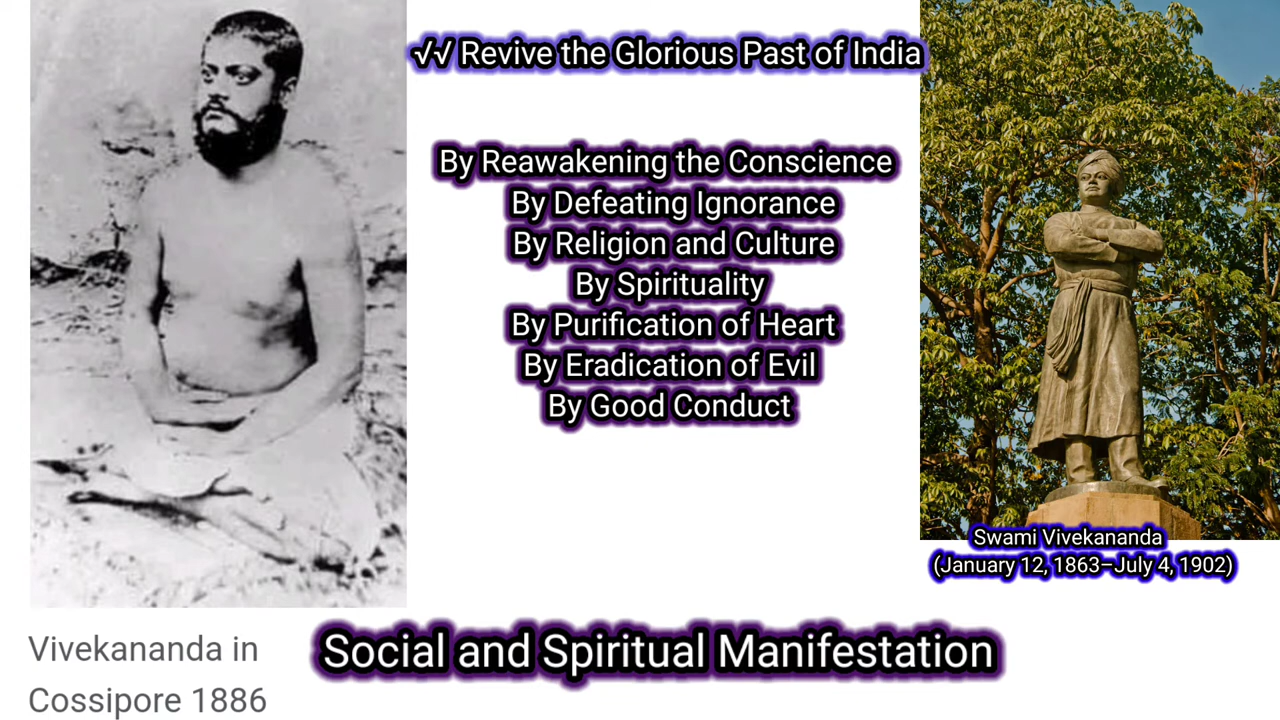 √√ Revive the Glorious Past of India
By Reawakening the Conscience
By Defeating Ignorance
By Religion and Culture
By Spirituality
By Purification of Heart
By Eradication of Evil
By Good Conduct
Swami Vivekananda
(January 12, 1863–July 4, 1902)
Social and Spiritual Manifestation
Vivekananda in
Cossipore 1886